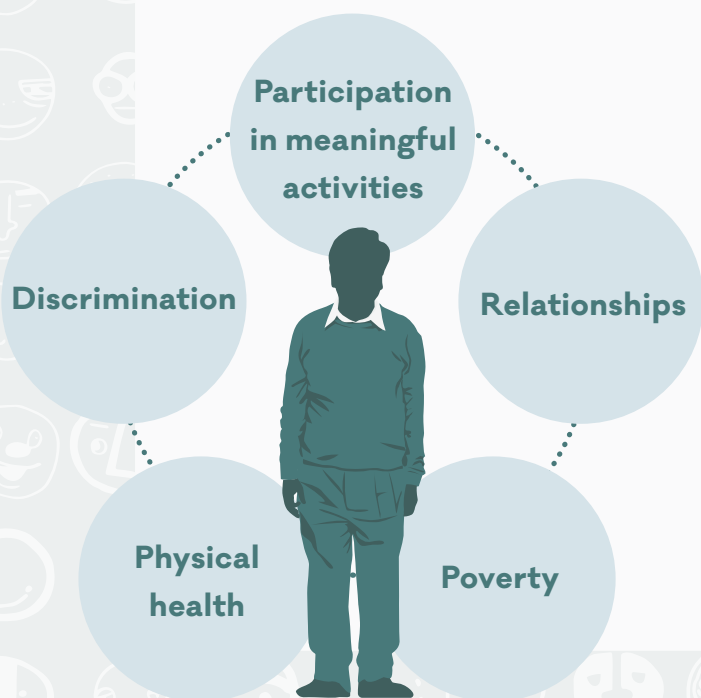 Participation
in meaningful
activities
Discrimination
Relationships
Physical
health
Poverty